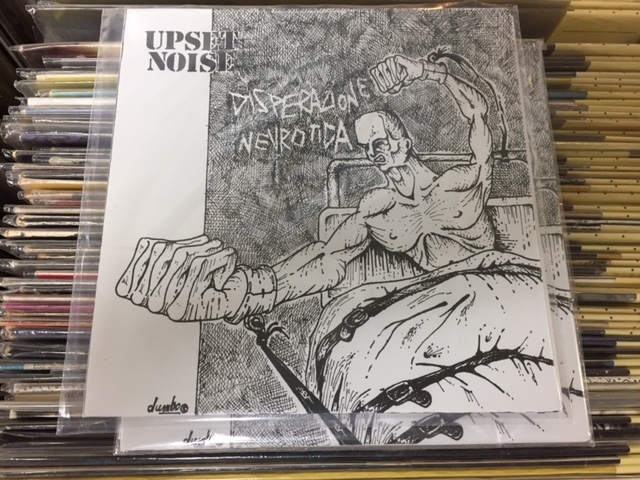 UPSET
NOISE
DISPERAZIONE
NEVROTICA
dumbo